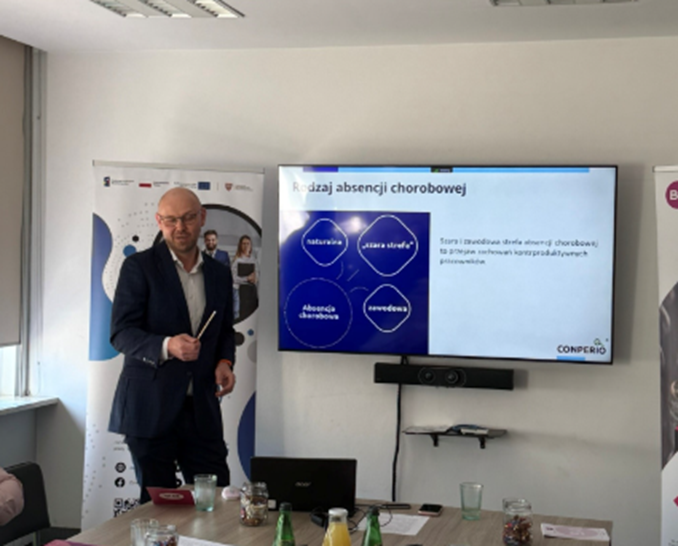 Rodzaj absencji chorobowej
naturalna
„szara strefa”
Absencja
chorobowa
zawodowa
Szara i zawodowa strefa absencji chorobowej
to przejaw zachowań kontrproduktywnych
pracowników.
CONPERIO
B
acer